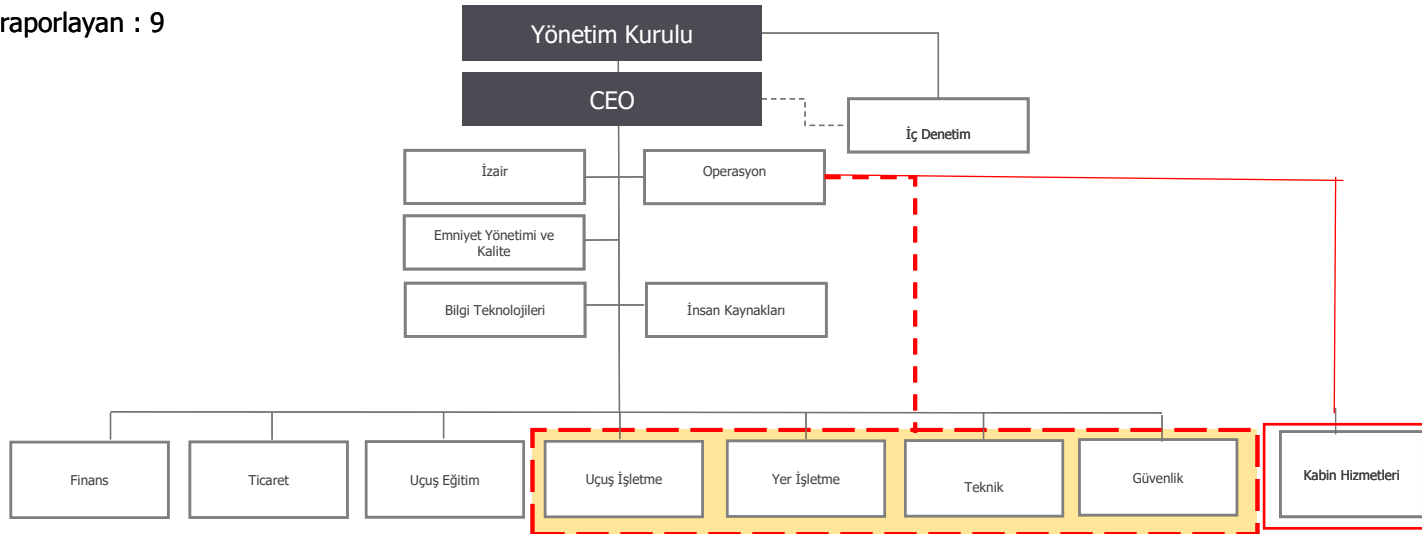 raporlayan : 9
Yönetim Kurulu
CEO
İç Denetim
İzair
Operasyon
Emniyet Yönetimi ve
Kalite
Bilgi Teknolojileri
İnsan Kaynakları
Finans
Ticaret
Uçuş Eğitim
Uçuş İşletme
Yer İşletme
Teknik
Güvenlik
Kabin Hizmetleri